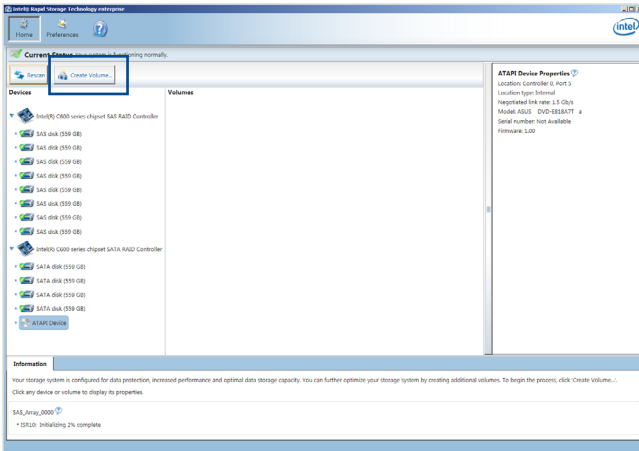 Intel® Rapid Storage Technology enterprise
Home
Preferences
intel
Current Status Your system is functioning normally.
Rescan
Create Volume...
Devices
Volumes
Intel(R) C600 series chipset SAS RAID Controller
SAS disk (559 GB)
SAS disk (559 GB)
SAS disk (559 GB)
SAS disk (559 GB)
SAS disk (559 GB)
SAS disk (559 GB)
SAS disk (559 GB)
SAS disk (559 GB)
Intel(R) C600 series chipset SATA RAID Controller
SATA disk (559 GB)
SATA disk (559 GB)
SATA disk (559 GB)
SATA disk (559 GB)
ATAPI Device
ATAPI Device Properties
Location: Controller 0, Port 5
Location type: Internal
Negotiated link rate: 1.5 Gb/s
Model: ASUS DVD-E818A7T a
Serial number: Not Available
Firmware: 1.00
Information
Your storage system is configured for data protection, increased performance and optimal data storage capacity. You can further optimize your storage system by creating additional volumes. To begin the process, click 'Create Volume...'.
Click any device or volume to display its properties.
SAS_Array_0000
• ISR10: Initializing 2% complete